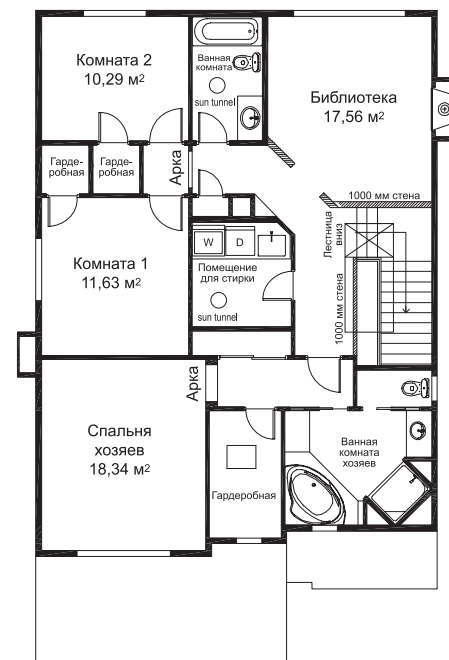 Комната 2
10,29 м²
Ванная
комната
sun tunnel
Библиотека
17,56 м²
Гарде-
робная
Гарде-
робная
Арка
1000 мм стена
Лестница
вниз
W
D
Помещение
для стирки
sun tunnel
Комната 1
11,63 м²
1000 мм стена
Арка
Спальня
хозяев
18,34 м²
Гардеробная
Ванная
комната
хозяев